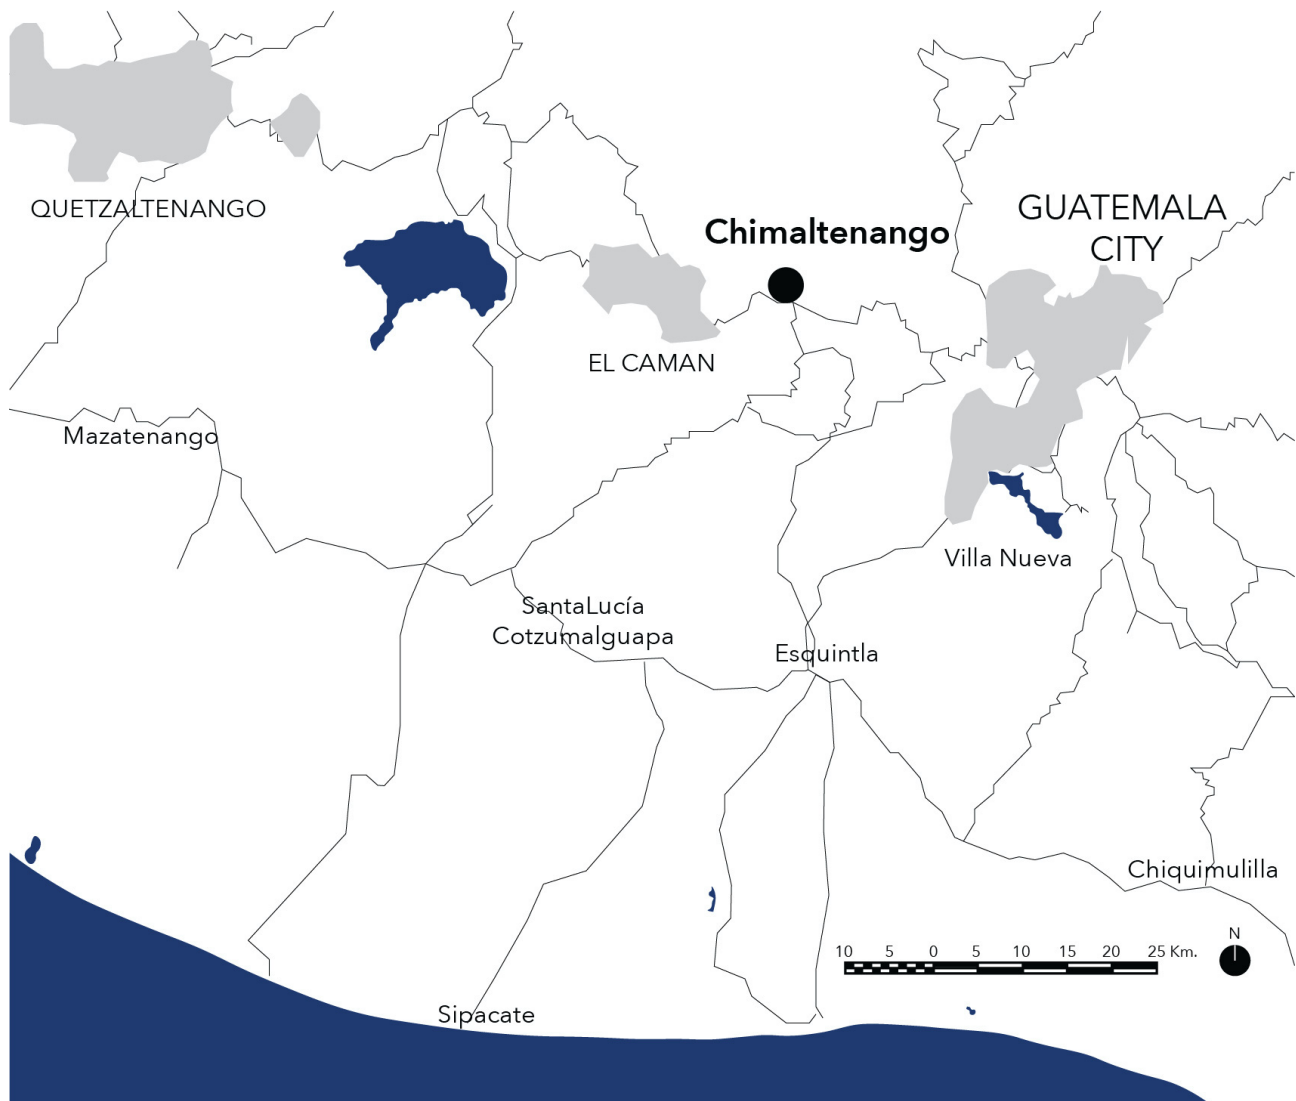 QUETZALTENANGO
Chimaltenango
GUATEMALA
CITY
EL CAMAN
Mazatenango
Villa Nueva
SantaLucía
Cotzumalguapa
Esquintla
Chiquimulilla
N
10 5 0 5 10 15 20 25 Km.
Sipacate